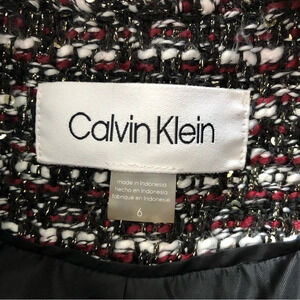 Calvin Klein
made in Indonesia
hecho en Indonesia
fabriqué en Indonésie
6